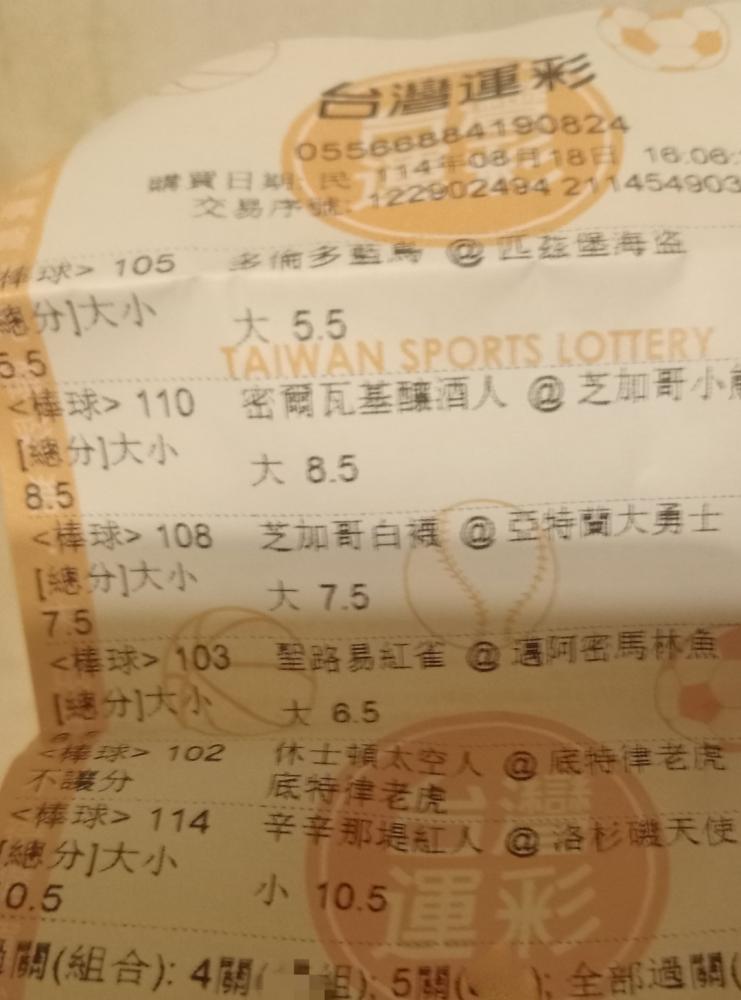 台灣運彩
05566884190824
購買日期: 民 114年08月18日 16:06:
交易序號: 122902494 211454903
棒球> 105 多倫多藍鳥 @ 匹茲堡海盜
總分]大小 大 5.5
5.5
TAIWAN SPORTS LOTTERY
<棒球> 110 密爾瓦基釀酒人 @ 芝加哥小熊
[總分]大小 大 8.5
8.5
<棒球> 108 芝加哥白襪 @ 亞特蘭大勇士
[總分]大小 大 7.5
7.5
<棒球> 103 聖路易紅雀 @ 邁阿密馬林魚
[總分]大小 大 6.5
<棒球> 102 休士頓太空人 @ 底特律老虎
不讓分 底特律老虎
<棒球> 114 辛辛那堤紅人 @ 洛杉磯天使
[總分]大小 小 10.5
0.5
台灣運彩
過關(組合): 4關( 組); 5關( ); 全部過關(